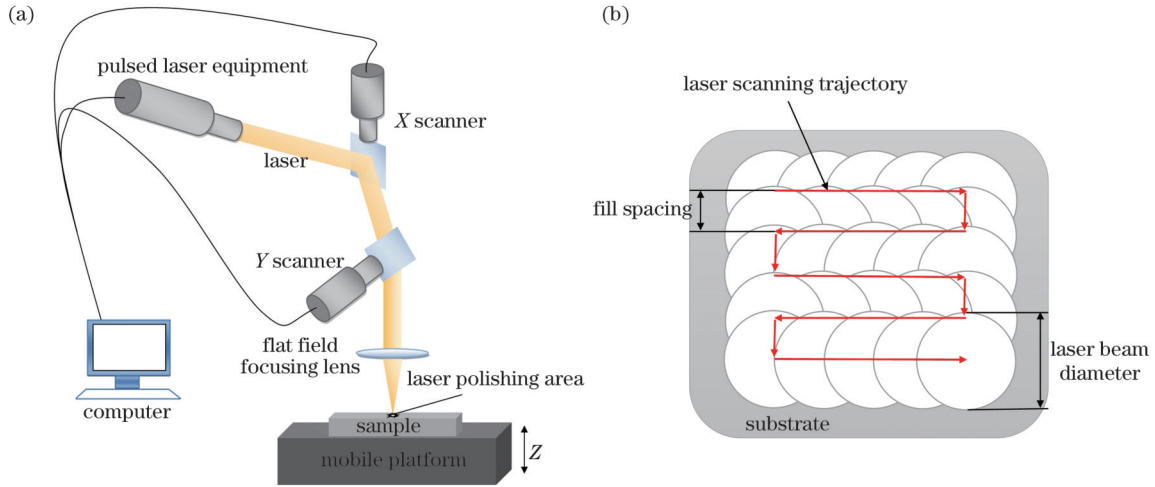 (a)
pulsed laser equipment
X scanner
laser
Y scanner
flat field
focusing lens
laser polishing area
computer
sample
mobile platform
Z
(b)
laser scanning trajectory
fill spacing
laser beam
diameter
substrate